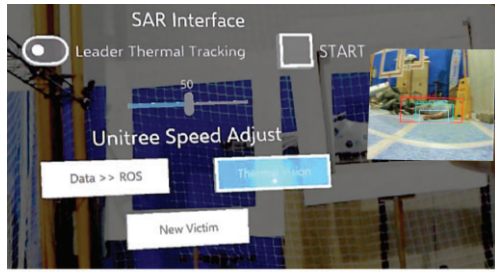 SAR Interface
Leader Thermal Tracking
START
50
Unitree Speed Adjust
Data >> ROS
Thermal Vision
New Victim